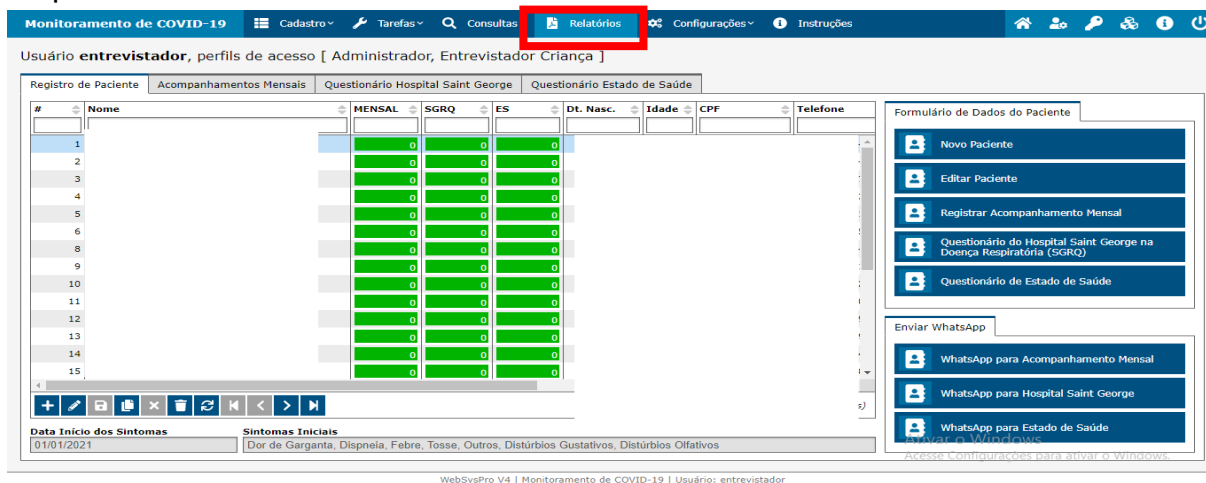 Monitoramento de COVID-19 Cadastro Tarefas Consultas Relatórios Configurações Instruções
Usuário entrevistador, perfils de acesso [ Administrador, Entrevistador Criança ]
Registro de Paciente Acompanhamentos Mensais Questionário Hospital Saint George Questionário Estado de Saúde
# Nome MENSAL SGRQ ES Dt. Nasc. Idade CPF Telefone
1 0 0 0
2 0 0 0
3 0 0 0
4 0 0 0
5 0 0 0
6 0 0 0
8 0 0 0
9 0 0 0
10 0 0 0
11 0 0 0
12 0 0 0
13 0 0 0
14 0 0 0
15 0 0 0
Data Início dos Sintomas Sintomas Iniciais
01/01/2021 Dor de Garganta, Dispneia, Febre, Tosse, Outros, Distúrbios Gustativos, Distúrbios Olfativos
Formulário de Dados do Paciente
Novo Paciente
Editar Paciente
Registrar Acompanhamento Mensal
Questionário do Hospital Saint George na
Doença Respiratória (SGRQ)
Questionário de Estado de Saúde
Enviar WhatsApp
WhatsApp para Acompanhamento Mensal
WhatsApp para Hospital Saint George
WhatsApp para Estado de Saúde
Ativar o Windows
Acesse Configurações para ativar o Windows.
WebSysPro V4 | Monitoramento de COVID-19 | Usuário: entrevistador